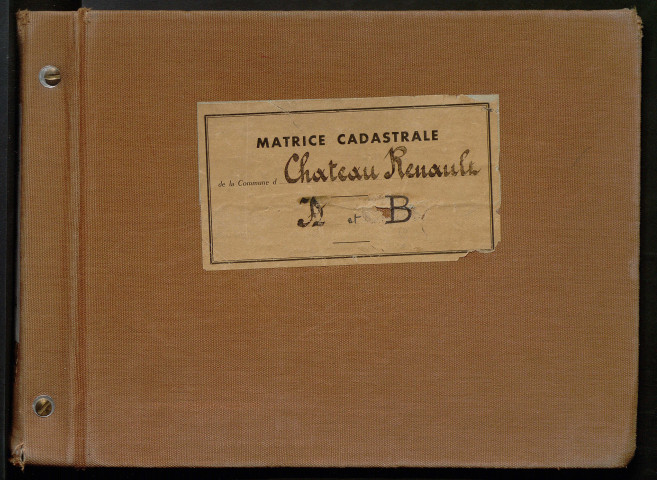 MATRICE CADASTRALE
de la Commune d Chateau Renault
A et B